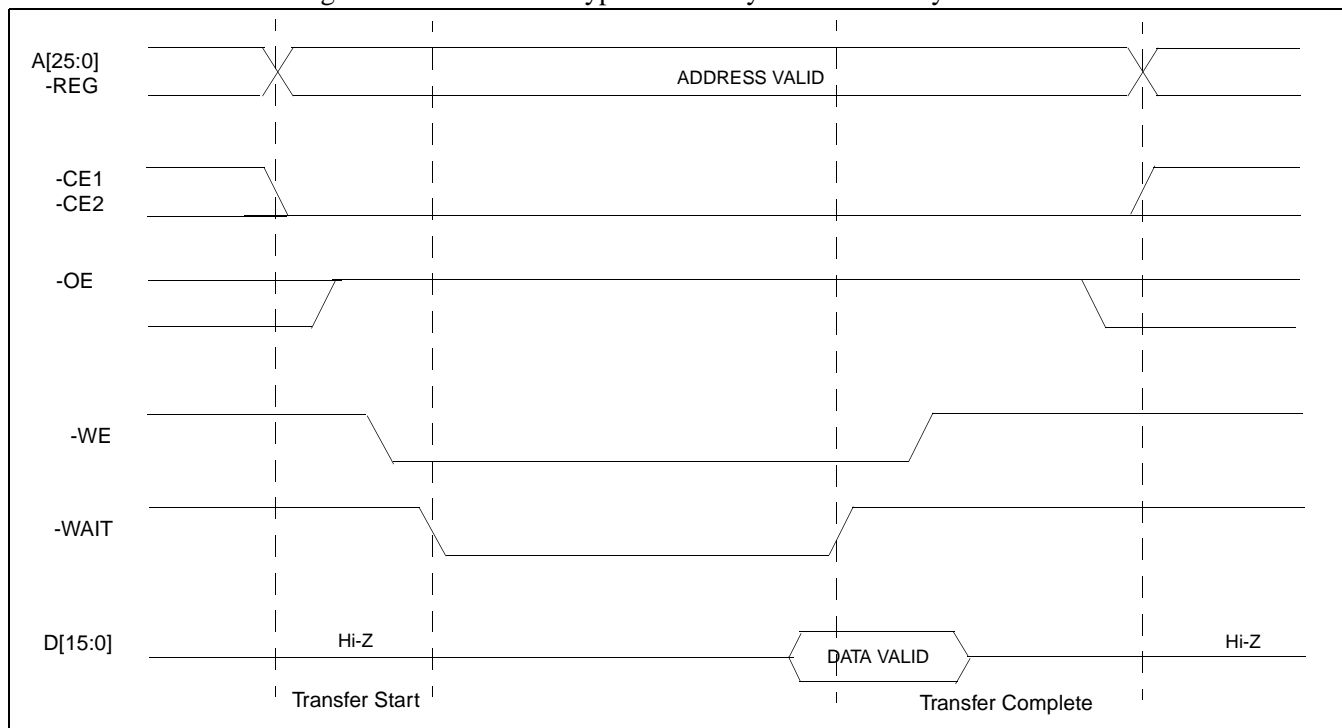 A[25:0]
-REG
ADDRESS VALID
-CE1
-CE2
-OE
-WE
-WAIT
D[15:0]
Hi-Z
DATA VALID
Hi-Z
Transfer Start
Transfer Complete